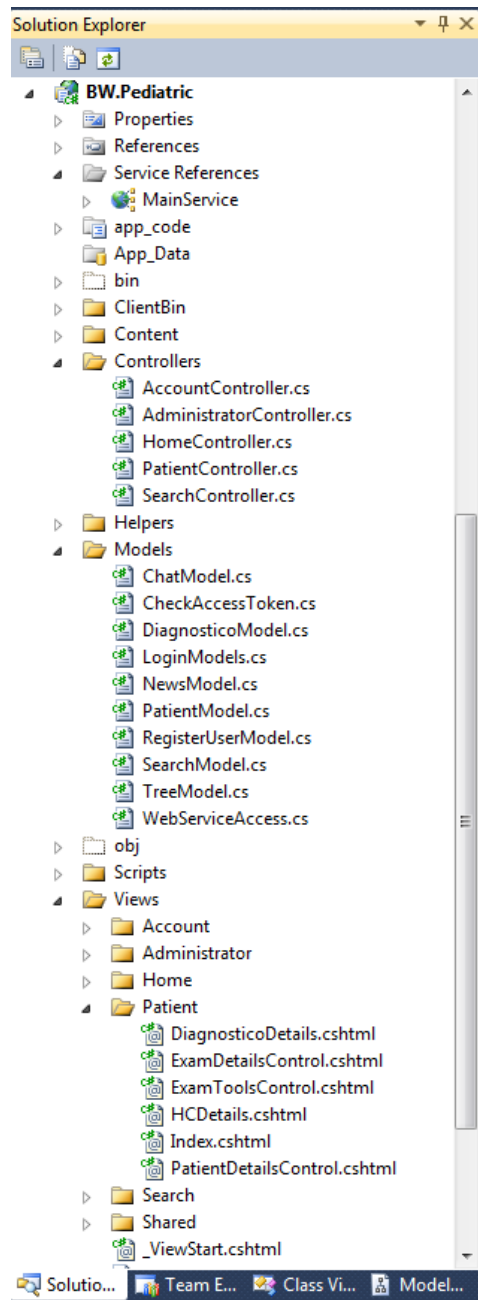 Solution Explorer
BW.Pediatric
Properties
References
Service References
MainService
app_code
App_Data
bin
ClientBin
Content
Controllers
AccountController.cs
AdministratorController.cs
HomeController.cs
PatientController.cs
SearchController.cs
Helpers
Models
ChatModel.cs
CheckAccessToken.cs
DiagnosticoModel.cs
LoginModels.cs
NewsModel.cs
PatientModel.cs
RegisterUserModel.cs
SearchModel.cs
TreeModel.cs
WebServiceAccess.cs
obj
Scripts
Views
Account
Administrator
Home
Patient
DiagnosticoDetails.cshtml
ExamDetailsControl.cshtml
ExamToolsControl.cshtml
HCDetails.cshtml
Index.cshtml
PatientDetailsControl.cshtml
Search
Shared
_ViewStart.cshtml
Solutio... Team E... Class Vi... Model...